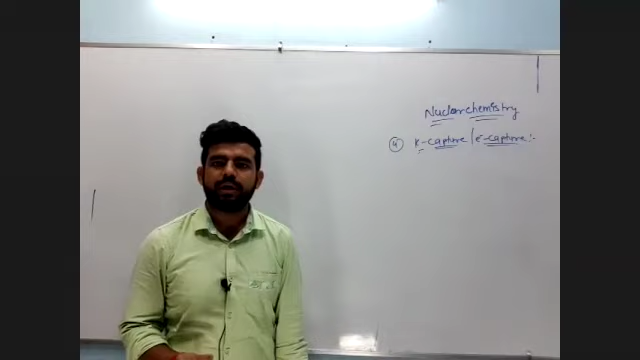 Nuclearchemistry
④ K-capture / e⁻-capture :-